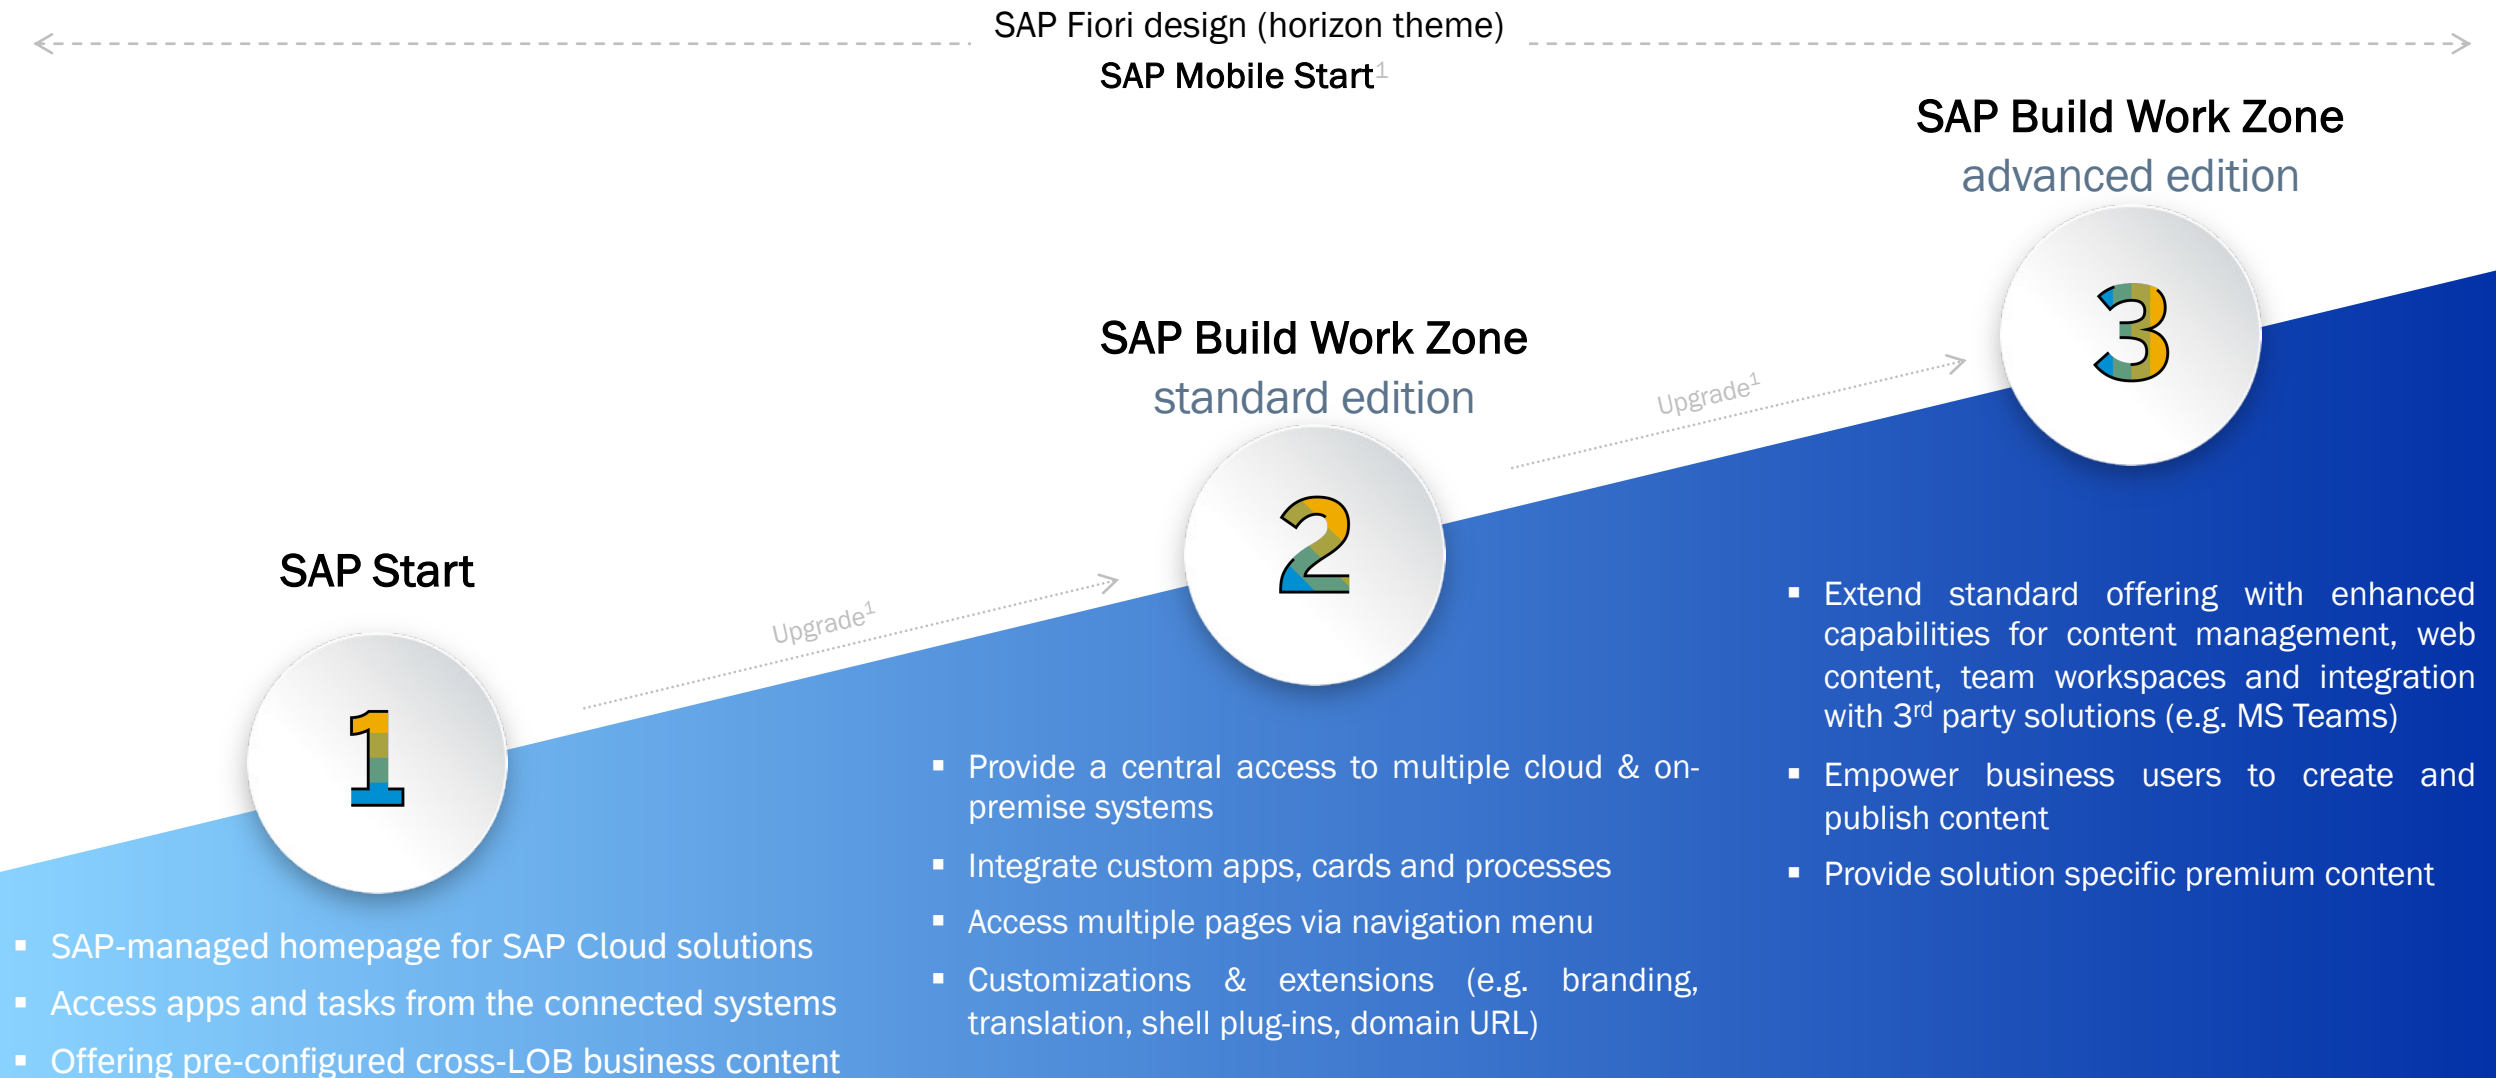 SAP Fiori design (horizon theme)
SAP Mobile Start1
SAP Build Work Zone
advanced edition
3
SAP Build Work Zone
standard edition
Upgrade1
2
SAP Start
Upgrade1
1
▪ SAP-managed homepage for SAP Cloud solutions
▪ Access apps and tasks from the connected systems
▪ Offering pre-configured cross-LOB business content
▪ Provide a central access to multiple cloud & on-
premise systems
▪ Integrate custom apps, cards and processes
▪ Access multiple pages via navigation menu
▪ Customizations & extensions (e.g. branding,
translation, shell plug-ins, domain URL)
▪ Extend standard offering with enhanced
capabilities for content management, web
content, team workspaces and integration
with 3rd party solutions (e.g. MS Teams)
▪ Empower business users to create and
publish content
▪ Provide solution specific premium content